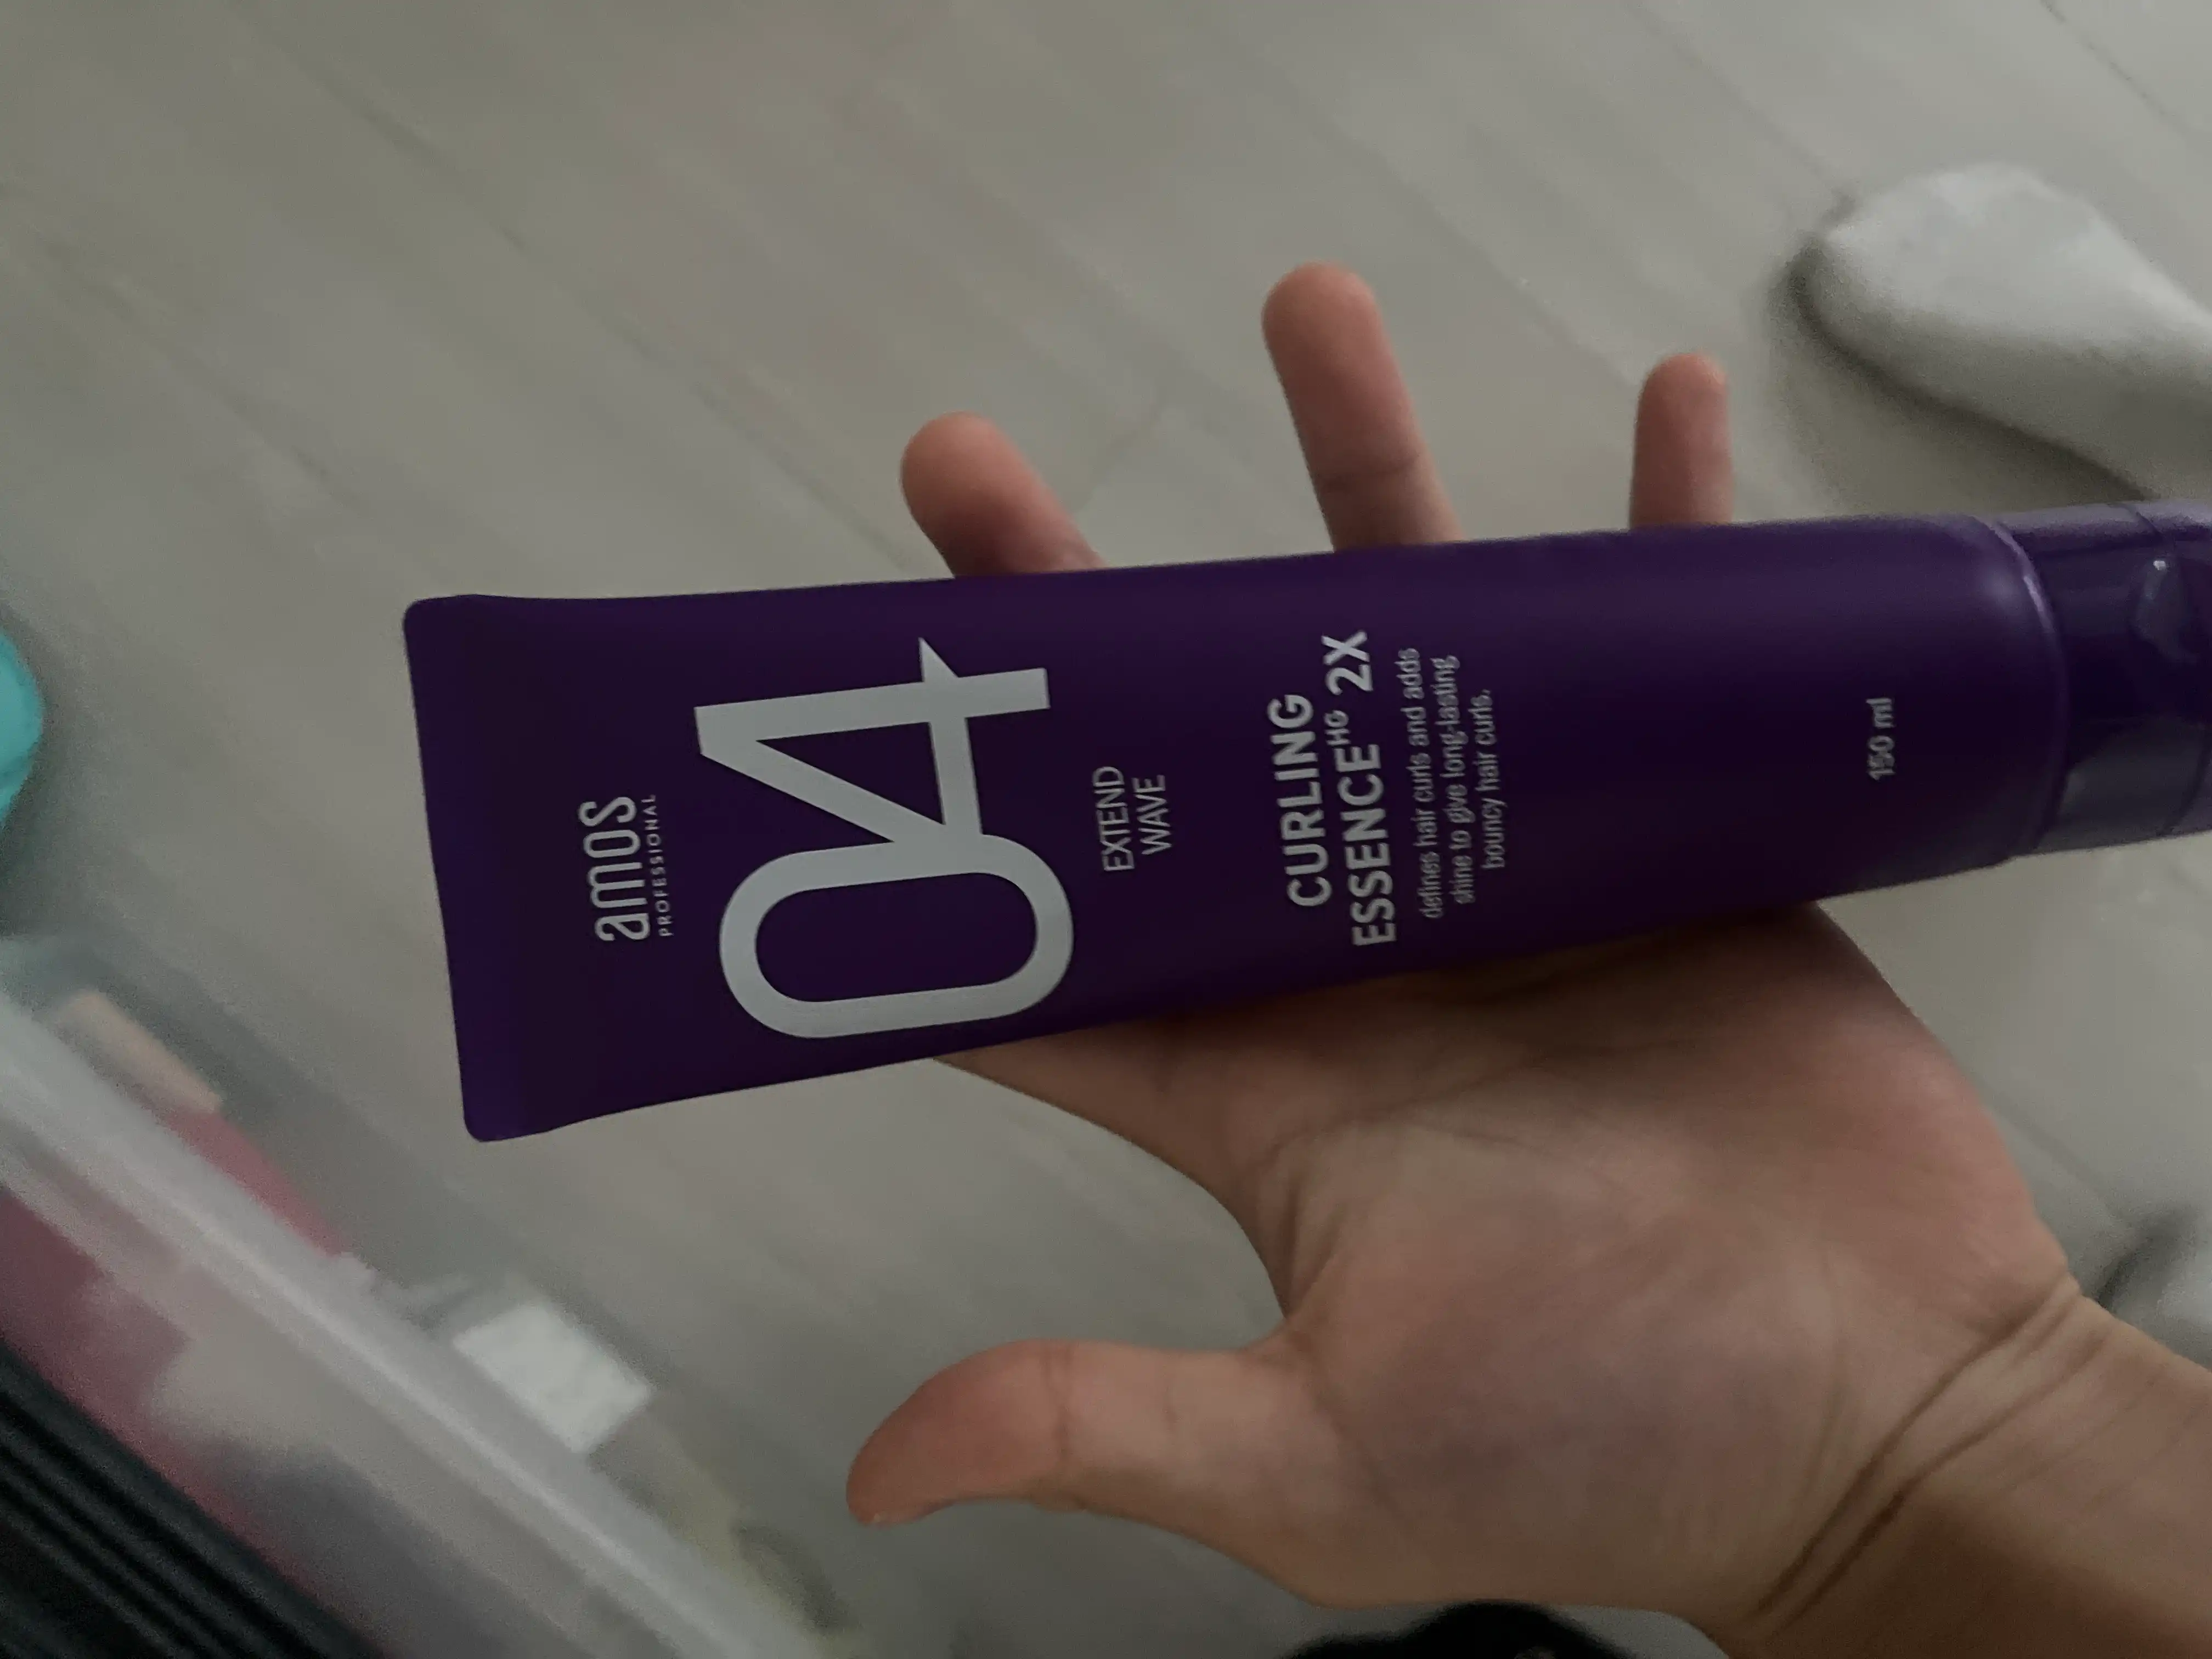 amos
PROFESSIONAL
04
EXTEND
WAVE
CURLING
ESSENCEHG 2X
defines hair curls and adds
shine to give long-lasting
bouncy hair curls.
150 ml